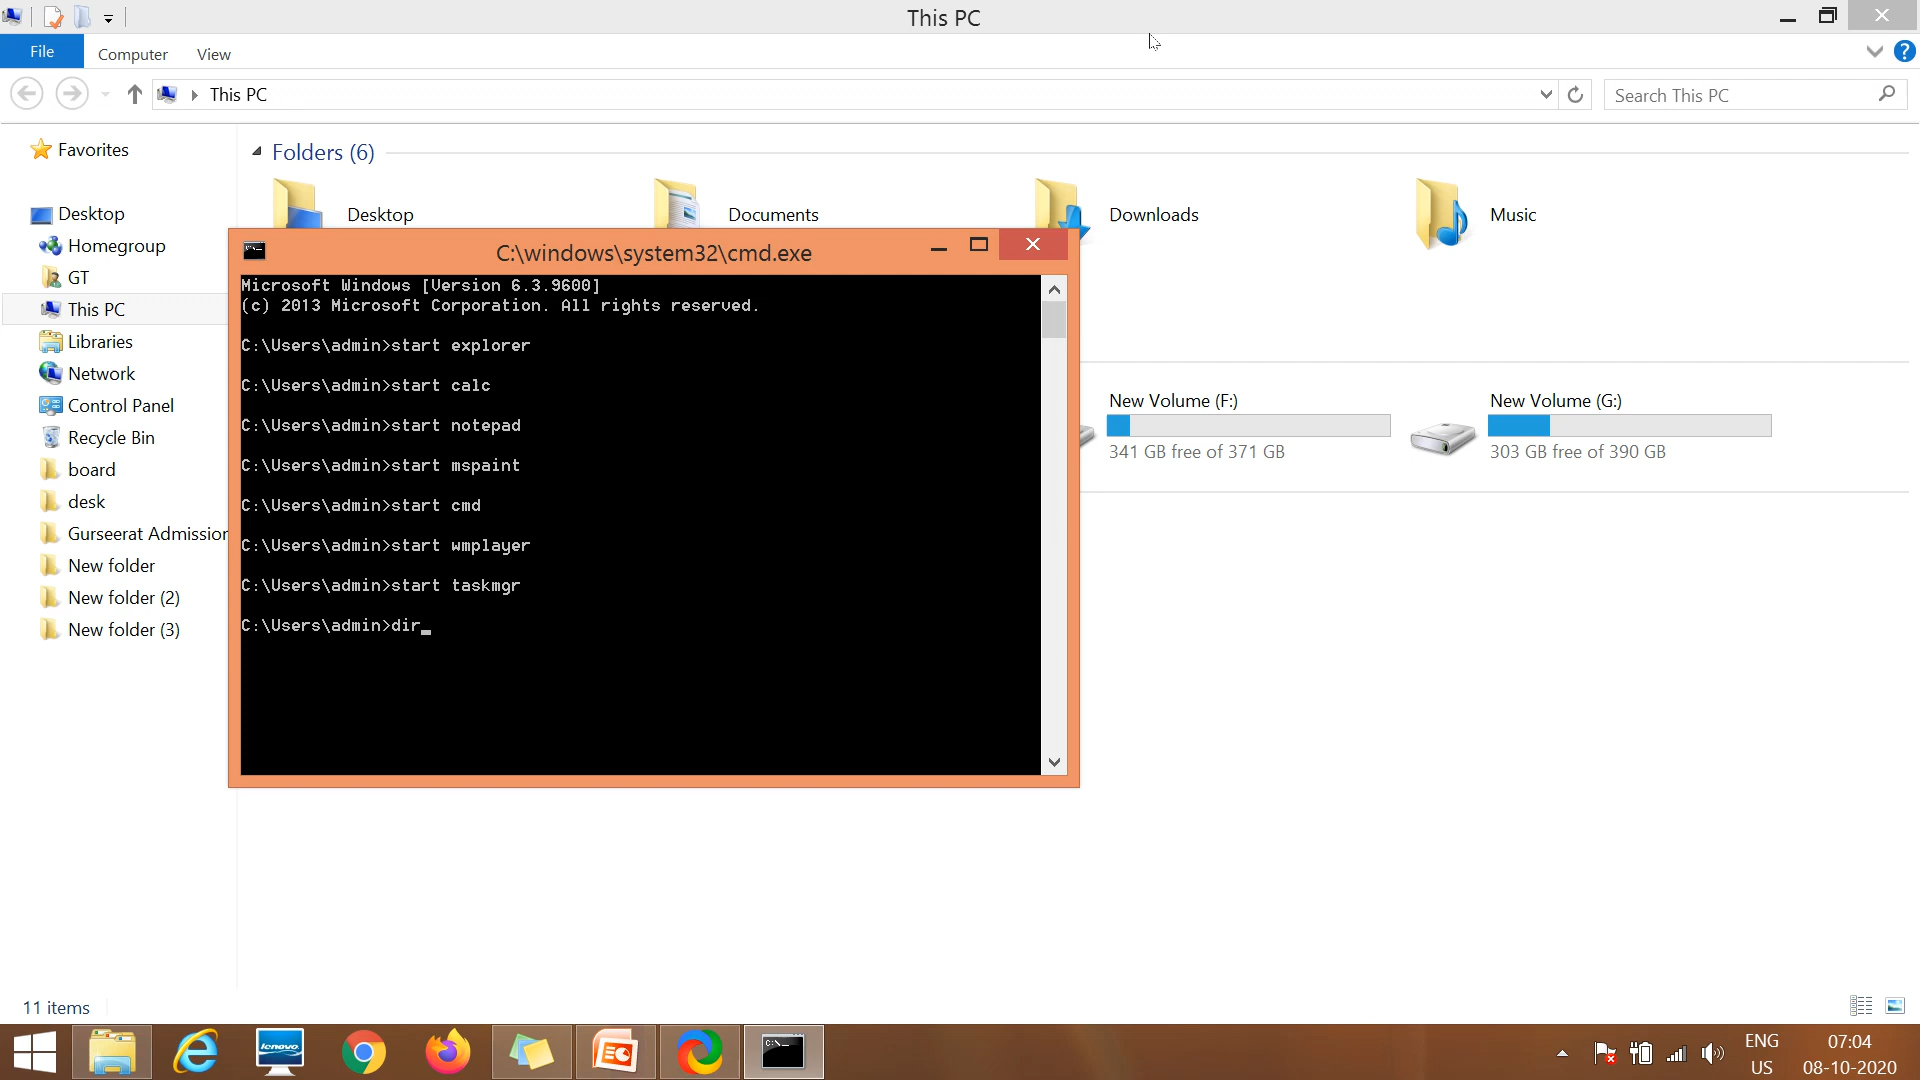 This PC
File
Computer
View
This PC
Search This PC
Favorites
Desktop
Homegroup
GT
This PC
Libraries
Network
Control Panel
Recycle Bin
board
desk
Gurseerat Admission
New folder
New folder (2)
New folder (3)
Folders (6)
Desktop
Documents
Downloads
Music
New Volume (F:)
341 GB free of 371 GB
New Volume (G:)
303 GB free of 390 GB
C:\windows\system32\cmd.exe
Microsoft Windows [Version 6.3.9600]
(c) 2013 Microsoft Corporation. All rights reserved.
C:\Users\admin>start explorer
C:\Users\admin>start calc
C:\Users\admin>start notepad
C:\Users\admin>start mspaint
C:\Users\admin>start cmd
C:\Users\admin>start wmplayer
C:\Users\admin>start taskmgr
C:\Users\admin>dir_
11 items
lenovo
ENG
US
07:04
08-10-2020